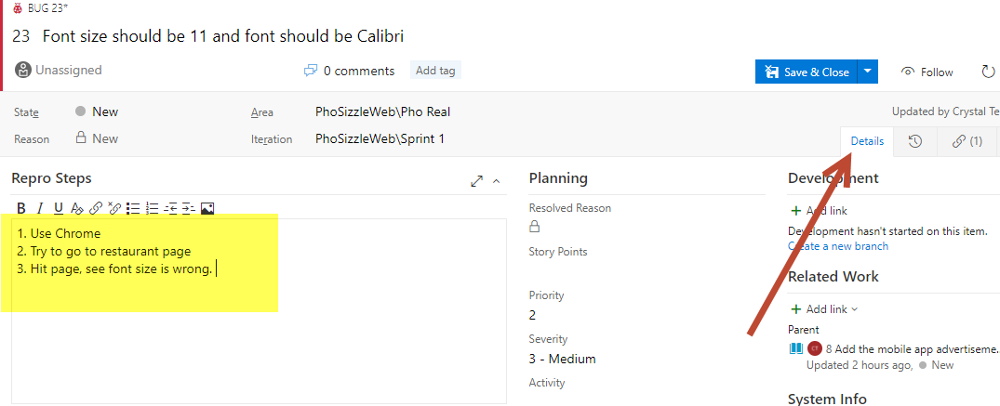 BUG 23*
23 Font size should be 11 and font should be Calibri
Unassigned
0 comments
Add tag
Save & Close
Follow
State
New
Area
PhoSizzleWeb\Pho Real
Updated by Crystal Te
Reason
New
Iteration
PhoSizzleWeb\Sprint 1
Details
(1)
Repro Steps
B I U
1. Use Chrome
2. Try to go to restaurant page
3. Hit page, see font size is wrong.
Planning
Resolved Reason
Story Points
Priority
2
Severity
3 - Medium
Activity
Development
Add link
Development hasn't started on this item.
Create a new branch
Related Work
Add link
Parent
CT 8 Add the mobile app advertiseme...
Updated 2 hours ago, New
System Info